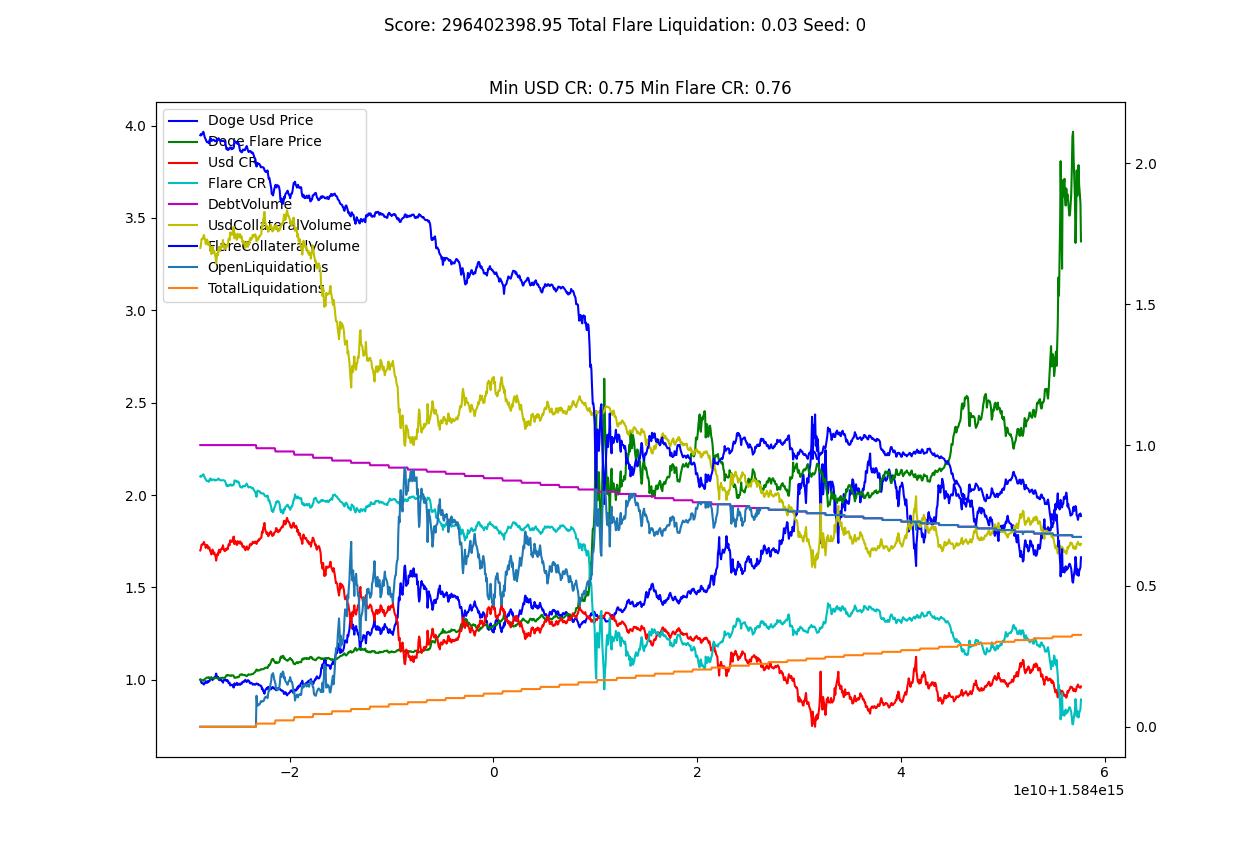 Score: 296402398.95 Total Flare Liquidation: 0.03 Seed: 0
Min USD CR: 0.75 Min Flare CR: 0.76
Doge Usd Price
Doge Flare Price
Usd CR
Flare CR
DebtVolume
UsdCollateralVolume
FlareCollateralVolume
OpenLiquidations
TotalLiquidations
4.0
3.5
3.0
2.5
2.0
1.5
1.0
2.0
1.5
1.0
0.5
0.0
−2
0
2
4
6
1e10+1.584e15